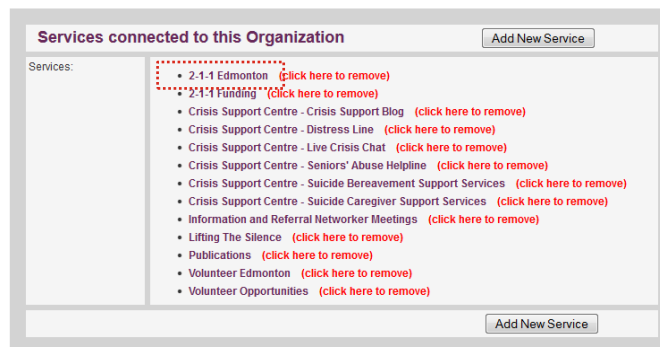 Services connected to this Organization Add New Service
Services:
• 2-1-1 Edmonton (click here to remove)
• 2-1-1 Funding (click here to remove)
• Crisis Support Centre - Crisis Support Blog (click here to remove)
• Crisis Support Centre - Distress Line (click here to remove)
• Crisis Support Centre - Live Crisis Chat (click here to remove)
• Crisis Support Centre - Seniors' Abuse Helpline (click here to remove)
• Crisis Support Centre - Suicide Bereavement Support Services (click here to remove)
• Crisis Support Centre - Suicide Caregiver Support Services (click here to remove)
• Information and Referral Networker Meetings (click here to remove)
• Lifting The Silence (click here to remove)
• Publications (click here to remove)
• Volunteer Edmonton (click here to remove)
• Volunteer Opportunities (click here to remove)
Add New Service